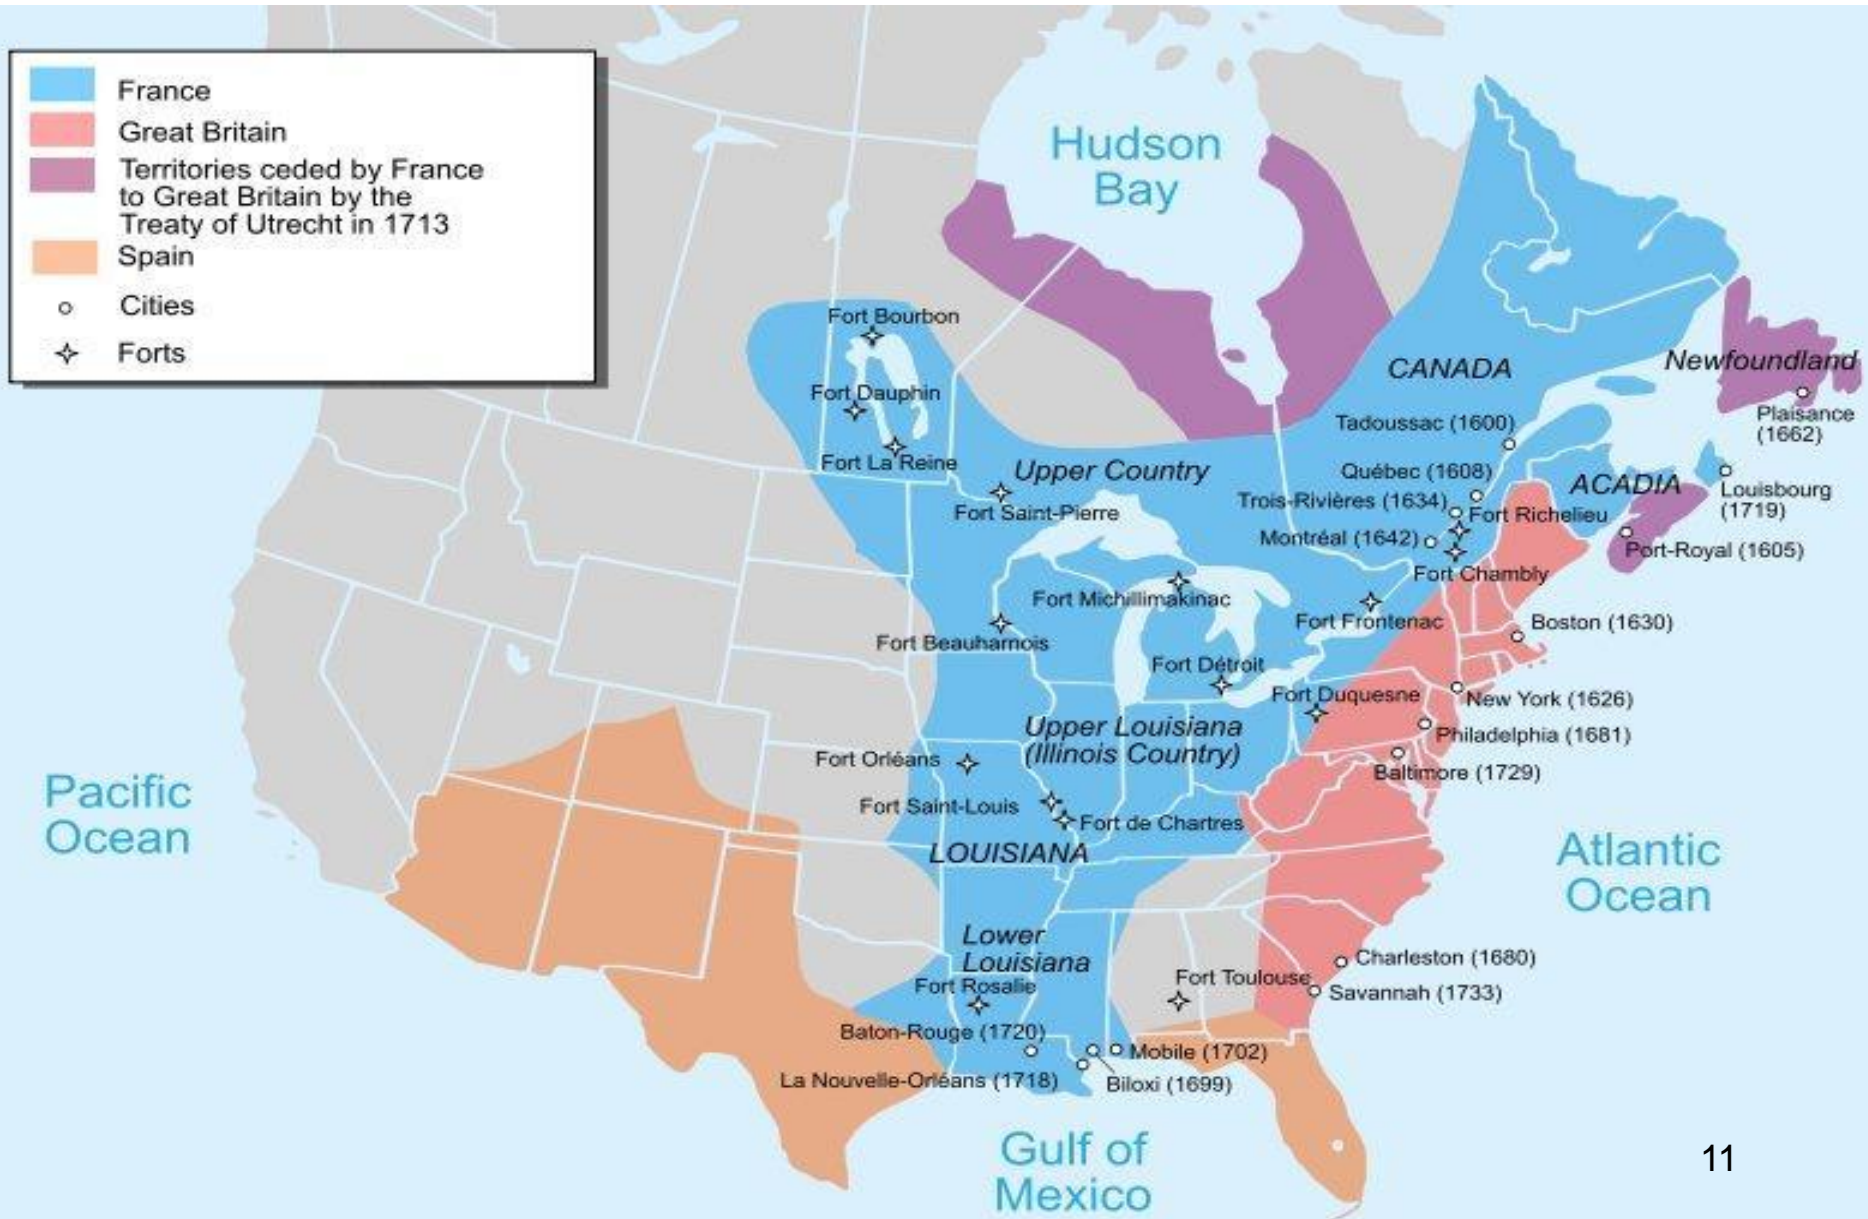 France
Great Britain
Territories ceded by France
to Great Britain by the
Treaty of Utrecht in 1713
Spain
Cities
Forts
Hudson
Bay
Fort Bourbon
Fort Dauphin
Fort La Reine
Upper Country
Fort Saint-Pierre
CANADA
Newfoundland
Plaisance
(1662)
Tadoussac (1600)
Québec (1608)
ACADIA
Louisbourg
(1719)
Trois-Rivières (1634)
Fort Richelieu
Montréal (1642)
Port-Royal (1605)
Fort Chambly
Fort Michillimakinac
Fort Frontenac
Boston (1630)
Fort Beauharnois
Fort Détroit
Fort Duquesne
New York (1626)
Upper Louisiana
(Illinois Country)
Philadelphia (1681)
Fort Orléans
Baltimore (1729)
Pacific
Ocean
Fort Saint-Louis
Fort de Chartres
LOUISIANA
Atlantic
Ocean
Lower
Louisiana
Fort Rosalie
Charleston (1680)
Fort Toulouse
Savannah (1733)
Baton-Rouge (1720)
Mobile (1702)
La Nouvelle-Orléans (1718)
Biloxi (1699)
Gulf of
Mexico
11